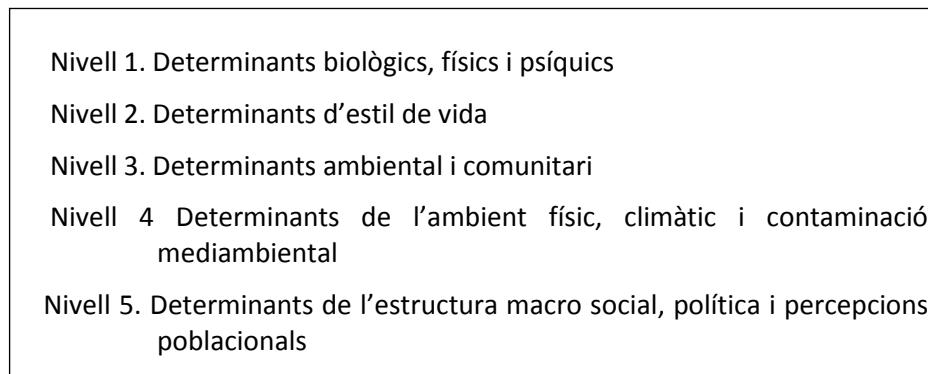 Nivell 1. Determinants biològics, físics i psíquics
Nivell 2. Determinants d’estil de vida
Nivell 3. Determinants ambiental i comunitari
Nivell 4 Determinants de l’ambient físic, climàtic i contaminació
mediambiental
Nivell 5. Determinants de l’estructura macro social, política i percepcions
poblacionals